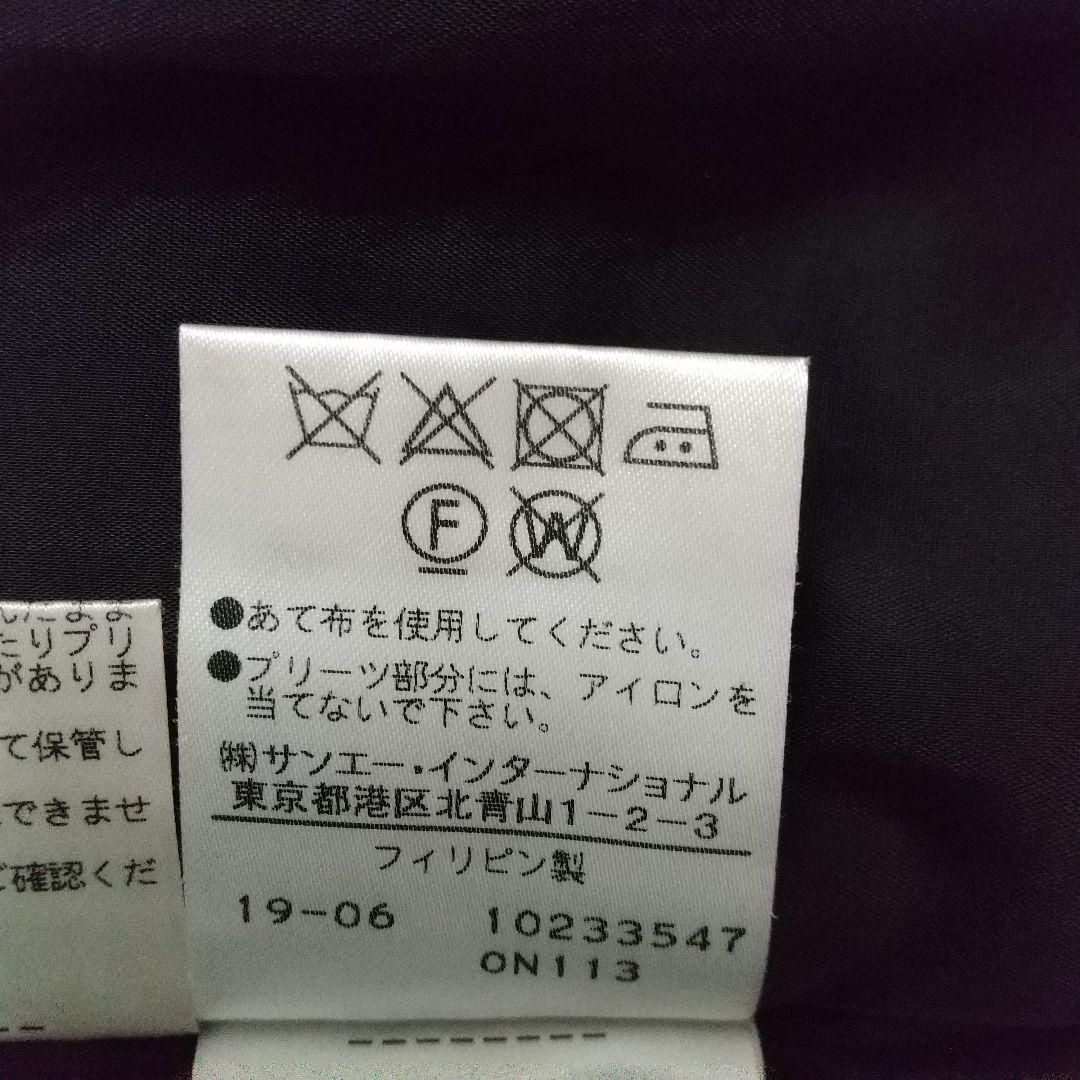 F W
●あて布を使用してください。
●プリーツ部分には、アイロンを
当てないで下さい。
(株)サンエー・インターナショナル
東京都港区北青山1-2-3
フィリピン製
19-06 10233547
ON113
たりプリ
がありま
て保管し
できませ
ご確認くだ